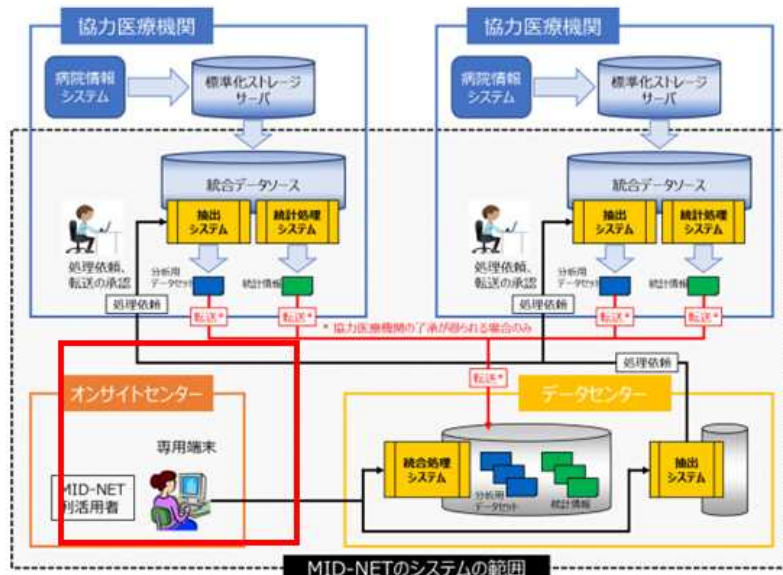 協力医療機関
協力医療機関
病院情報
システム
標準化ストレージ
サーバ
病院情報
システム
標準化ストレージ
サーバ
統合データソース
統合データソース
抽出
システム
統計処理
システム
抽出
システム
統計処理
システム
処理依頼、
転送の承認
分析用
データセット
統計情報
処理依頼、
転送の承認
分析用
データセット
統計情報
処理依頼
転送*
転送*
処理依頼
転送*
転送*
* 協力医療機関の了承が得られる場合のみ
処理依頼
転送*
オンサイトセンター
データセンター
専用端末
MID-NET
利活用者
統合処理
システム
分析用
データセット
統計情報
抽出
システム
MID-NETのシステムの範囲